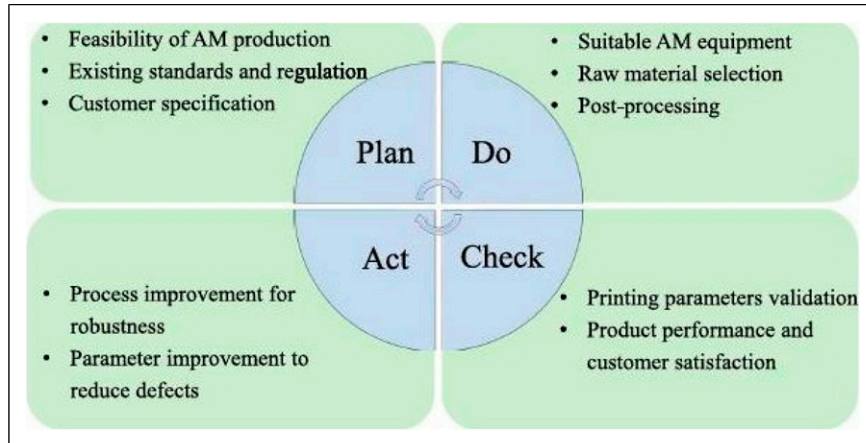 • Feasibility of AM production
• Existing standards and regulation
• Customer specification
• Suitable AM equipment
• Raw material selection
• Post-processing
Plan
Do
Act
Check
• Process improvement for
robustness
• Parameter improvement to
reduce defects
• Printing parameters validation
• Product performance and
customer satisfaction